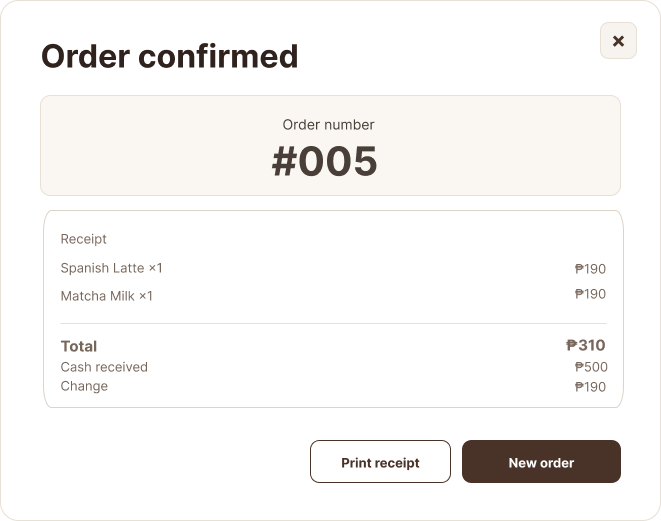 Order confirmed
×
Order number
#005
Receipt
Spanish Latte ×1 ₱190
Matcha Milk ×1 ₱190
Total ₱310
Cash received ₱500
Change ₱190
Print receipt New order